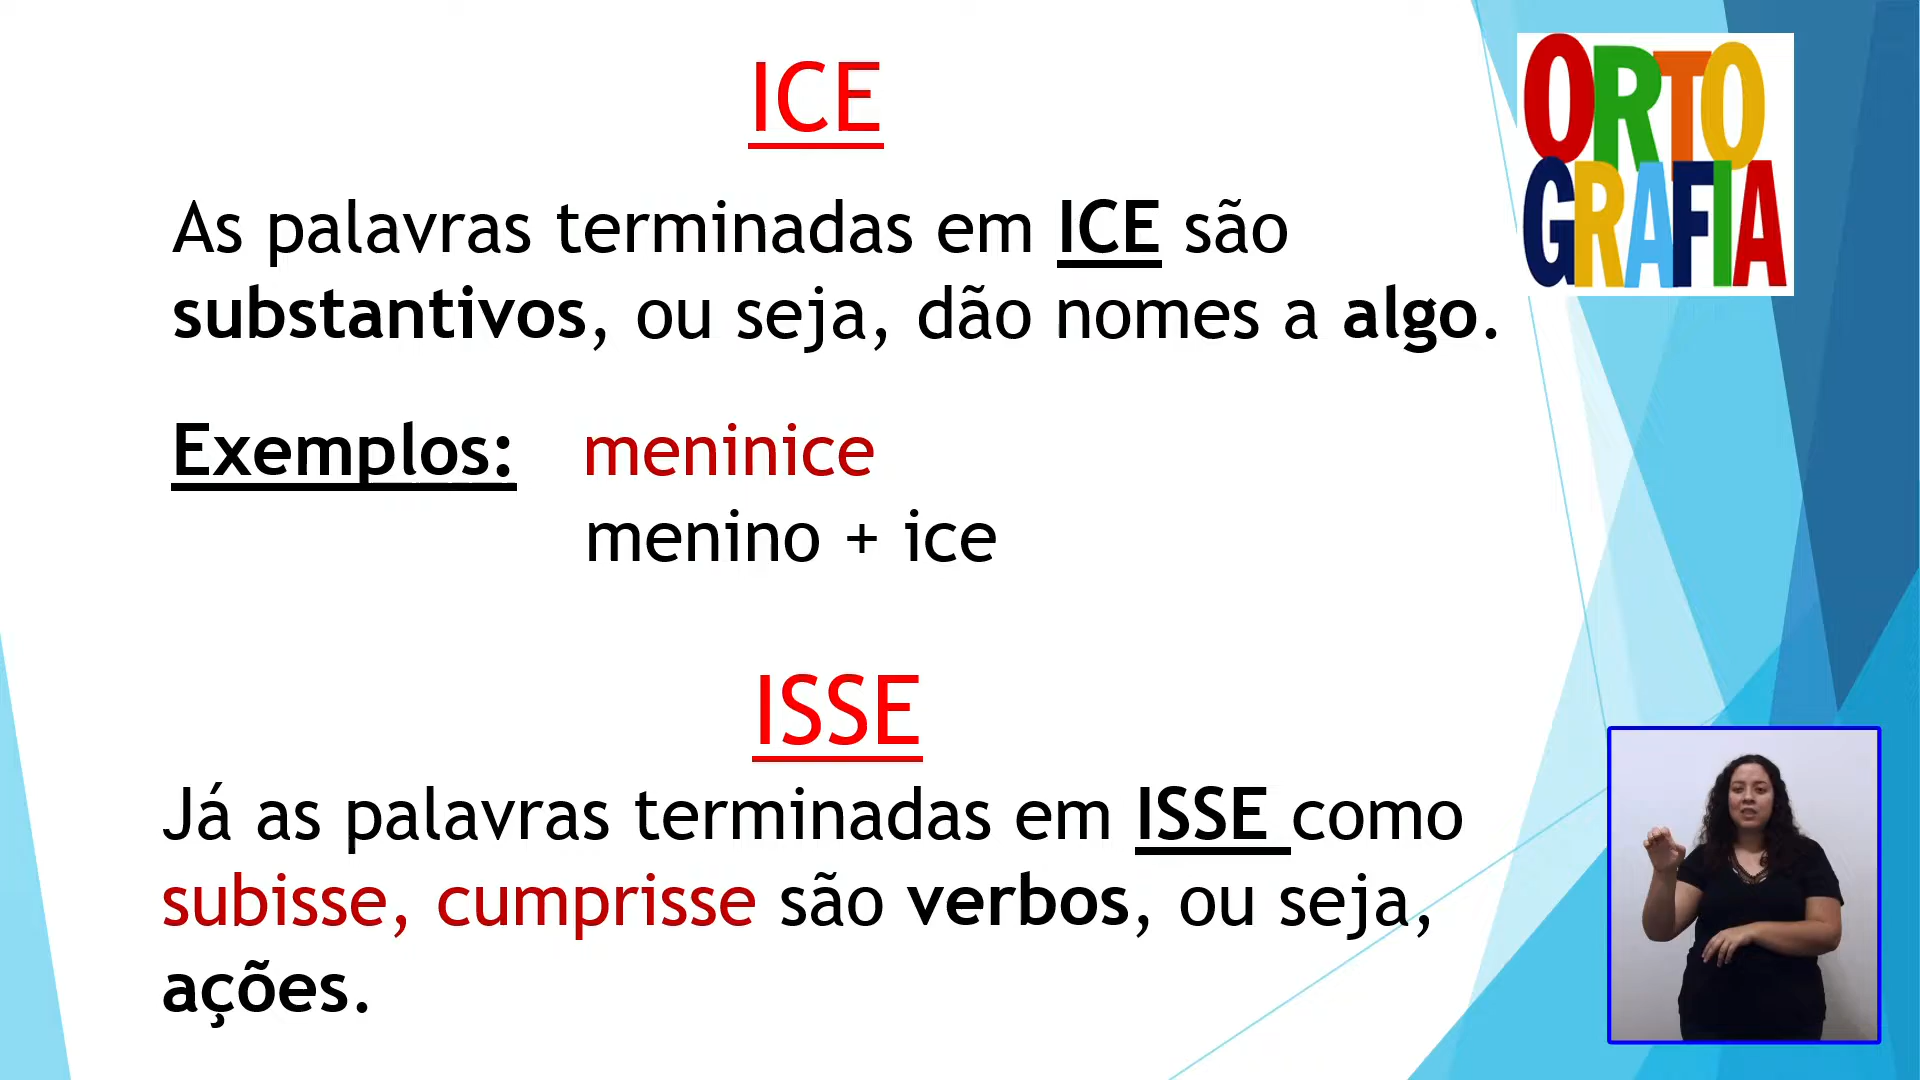 ICE
ORTO
GRAFIA
As palavras terminadas em ICE são
substantivos, ou seja, dão nomes a algo.
Exemplos: meninice
menino + ice
ISSE
Já as palavras terminadas em ISSE como
subisse, cumprisse são verbos, ou seja,
ações.